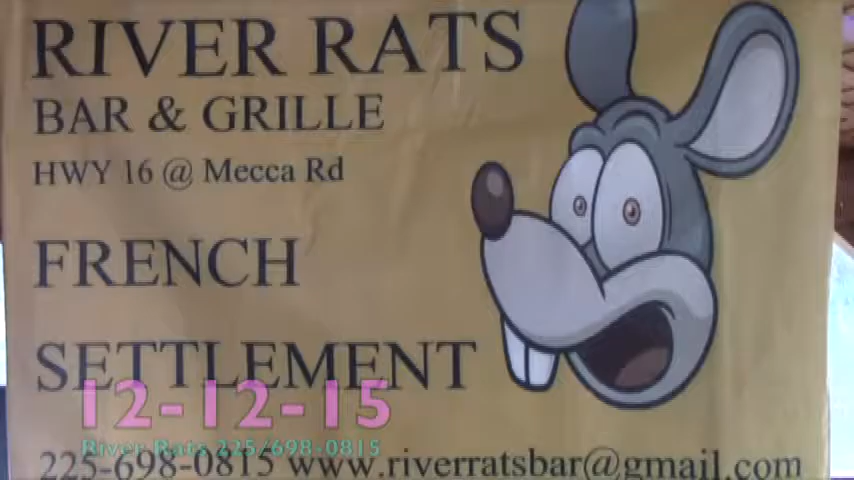 RIVER RATS
BAR & GRILLE
HWY 16 @ Mecca Rd
FRENCH
SETTLEMENT
12-12-15
River Rats 225/698-0815
225-698-0815 www.riverratsbar@gmail.com